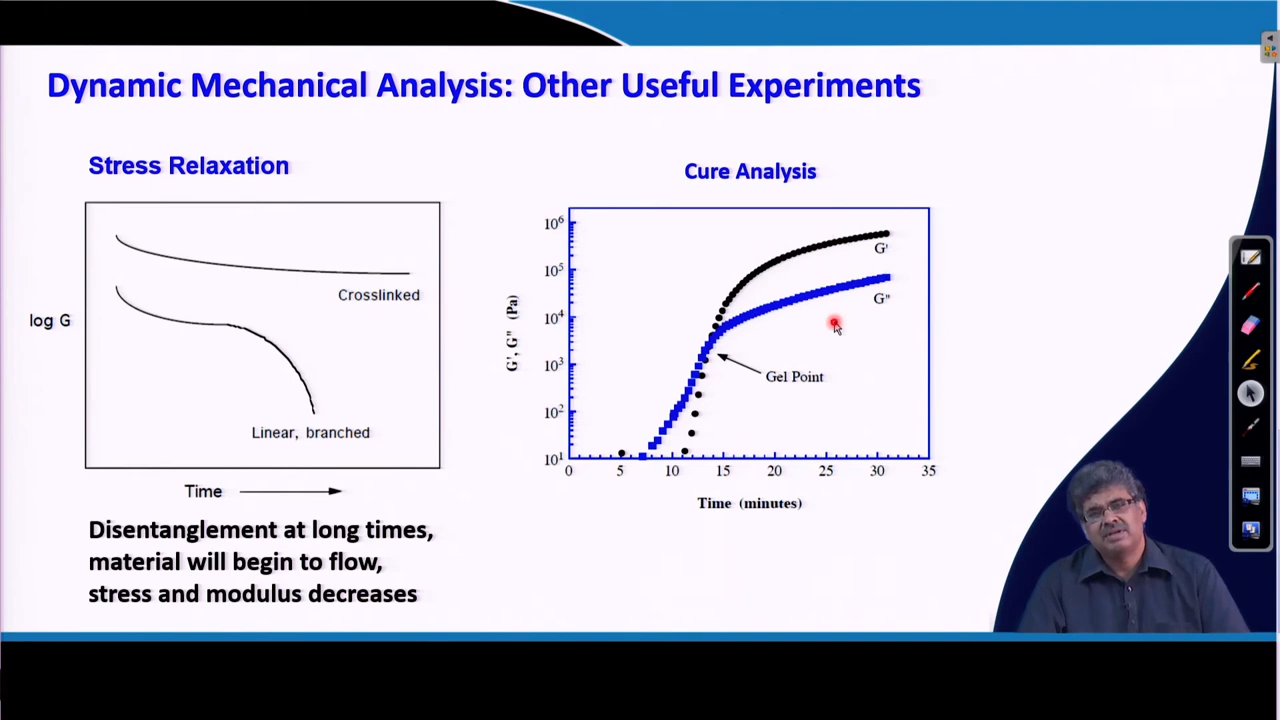 Dynamic Mechanical Analysis: Other Useful Experiments
Stress Relaxation
log G
Crosslinked
Linear, branched
Time
Disentanglement at long times,
material will begin to flow,
stress and modulus decreases
Cure Analysis
G', G" (Pa)
10⁶
10⁵
10⁴
10³
10²
10¹
G'
G"
Gel Point
0 5 10 15 20 25 30 35
Time (minutes)